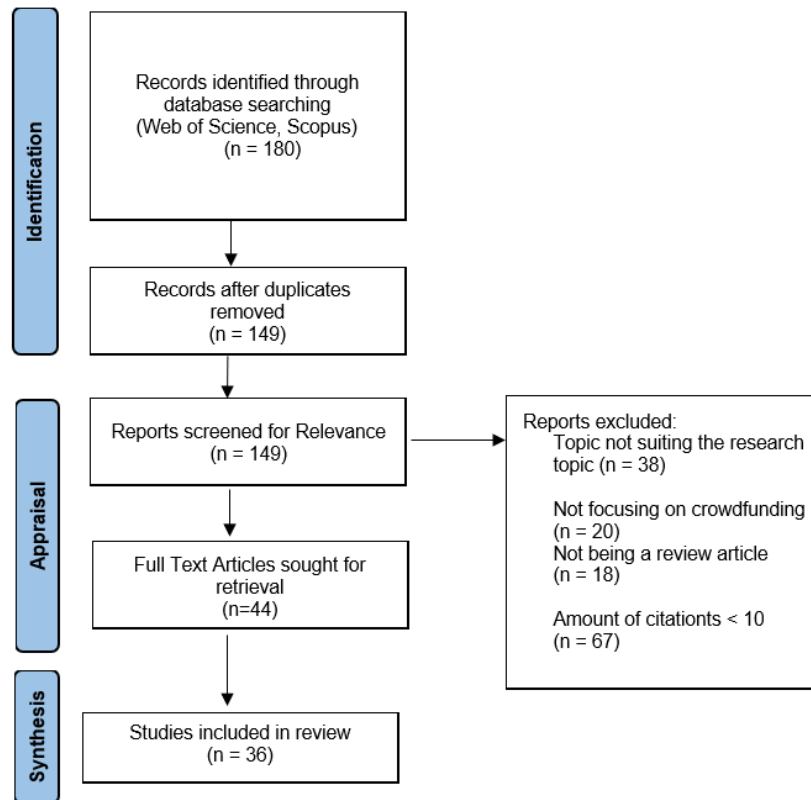 Identification
Records identified through
database searching
(Web of Science, Scopus)
(n = 180)
Records after duplicates
removed
(n = 149)
Appraisal
Reports screened for Relevance
(n = 149)
Reports excluded:
Topic not suiting the research
topic (n = 38)
Not focusing on crowdfunding
(n = 20)
Not being a review article
(n = 18)
Amount of citationts < 10
(n = 67)
Full Text Articles sought for
retrieval
(n=44)
Synthesis
Studies included in review
(n = 36)